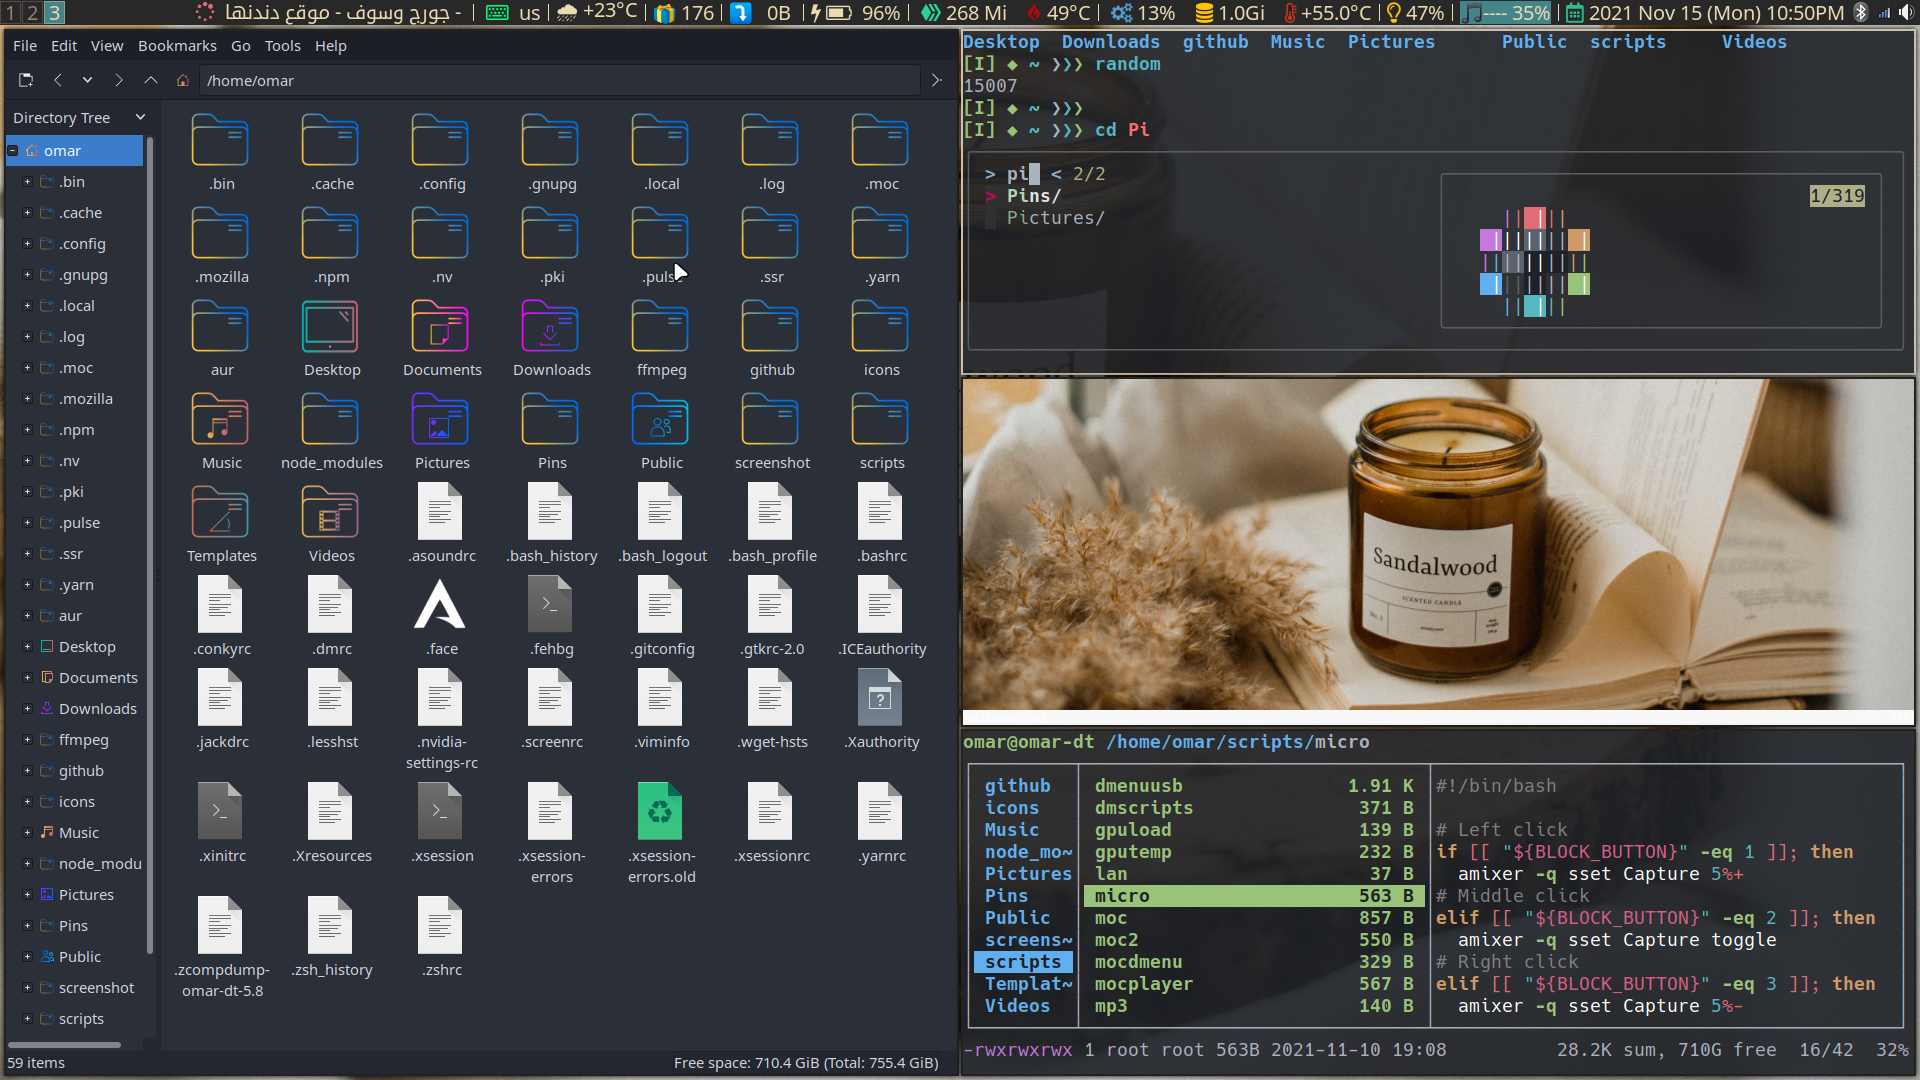 1 2 3
جورج وسوف - موقع دندنها -
us +23°C 176 0B 96% 268 Mi 49°C 13% 1.0Gi +55.0°C 47% ---- 35% 2021 Nov 15 (Mon) 10:50PM
File Edit View Bookmarks Go Tools Help
/home/omar
Directory Tree
omar
.bin
.cache
.config
.gnupg
.local
.log
.moc
.mozilla
.npm
.nv
.pki
.pulse
.ssr
.yarn
aur
Desktop
Documents
Downloads
ffmpeg
github
icons
Music
node_modu
Pictures
Pins
Public
screenshot
scripts
.bin .cache .config .gnupg .local .log .moc
.mozilla .npm .nv .pki .pulse .ssr .yarn
aur Desktop Documents Downloads ffmpeg github icons
Music node_modules Pictures Pins Public screenshot scripts
Templates Videos .asoundrc .bash_history .bash_logout .bash_profile .bashrc
.conkyrc .dmrc .face .fehbg .gitconfig .gtkrc-2.0 .ICEauthority
.jackdrc .lesshst .nvidia-settings-rc .screenrc .viminfo .wget-hsts .Xauthority
.xinitrc .Xresources .xsession .xsession-errors .xsession-errors.old .xsessionrc .yarnrc
.zcompdump-omar-dt-5.8 .zsh_history .zshrc
59 items
Free space: 710.4 GiB (Total: 755.4 GiB)
Desktop Downloads github Music Pictures Public scripts Videos
[I] ◆ ~ ❯❯❯ random
15007
[I] ◆ ~ ❯❯❯
[I] ◆ ~ ❯❯❯ cd Pi
> pi < 2/2
> Pins/
Pictures/
1/319
Sandalwood
SCENTED CANDLE
omar@omar-dt /home/omar/scripts/micro
github
icons
Music
node_mo~
Pictures
Pins
Public
screens~
scripts
Templat~
Videos
dmenuusb 1.91 K
dmscripts 371 B
gpuload 139 B
gputemp 232 B
lan 37 B
micro 563 B
moc 857 B
moc2 550 B
mocdmenu 329 B
mocplayer 567 B
mp3 140 B
#!/bin/bash
# Left click
if [[ "${BLOCK_BUTTON}" -eq 1 ]]; then
amixer -q sset Capture 5%+
# Middle click
elif [[ "${BLOCK_BUTTON}" -eq 2 ]]; then
amixer -q sset Capture toggle
# Right click
elif [[ "${BLOCK_BUTTON}" -eq 3 ]]; then
amixer -q sset Capture 5%-
-rwxrwxrwx 1 root root 563B 2021-11-10 19:08 28.2K sum, 710G free 16/42 32%